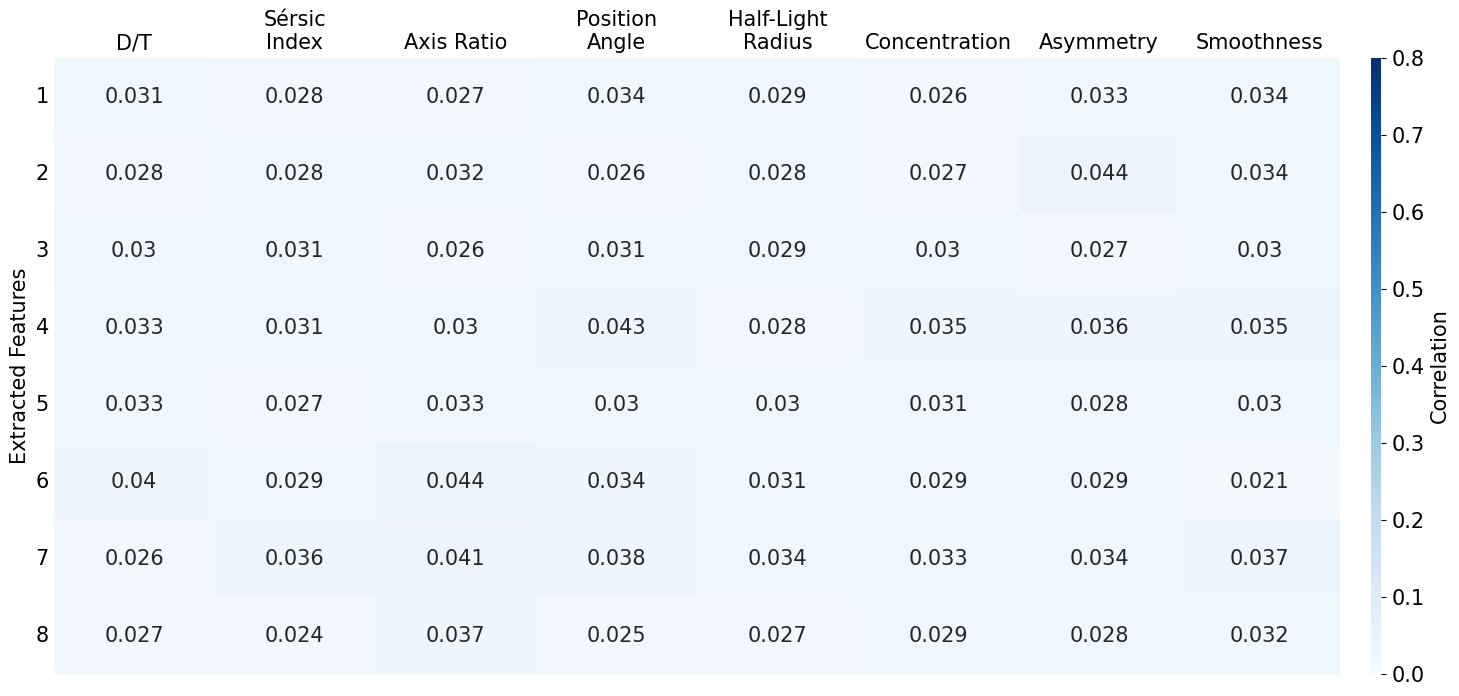 Sérsic
Index
Position
Angle
Half-Light
Radius
D/T Axis Ratio Concentration Asymmetry Smoothness
1 0.031 0.028 0.027 0.034 0.029 0.026 0.033 0.034
2 0.028 0.028 0.032 0.026 0.028 0.027 0.044 0.034
3 0.03 0.031 0.026 0.031 0.029 0.03 0.027 0.03
4 0.033 0.031 0.03 0.043 0.028 0.035 0.036 0.035
5 0.033 0.027 0.033 0.03 0.03 0.031 0.028 0.03
6 0.04 0.029 0.044 0.034 0.031 0.029 0.029 0.021
7 0.026 0.036 0.041 0.038 0.034 0.033 0.034 0.037
8 0.027 0.024 0.037 0.025 0.027 0.029 0.028 0.032
Extracted Features
0.8
0.7
0.6
0.5
0.4
0.3
0.2
0.1
0.0
Correlation